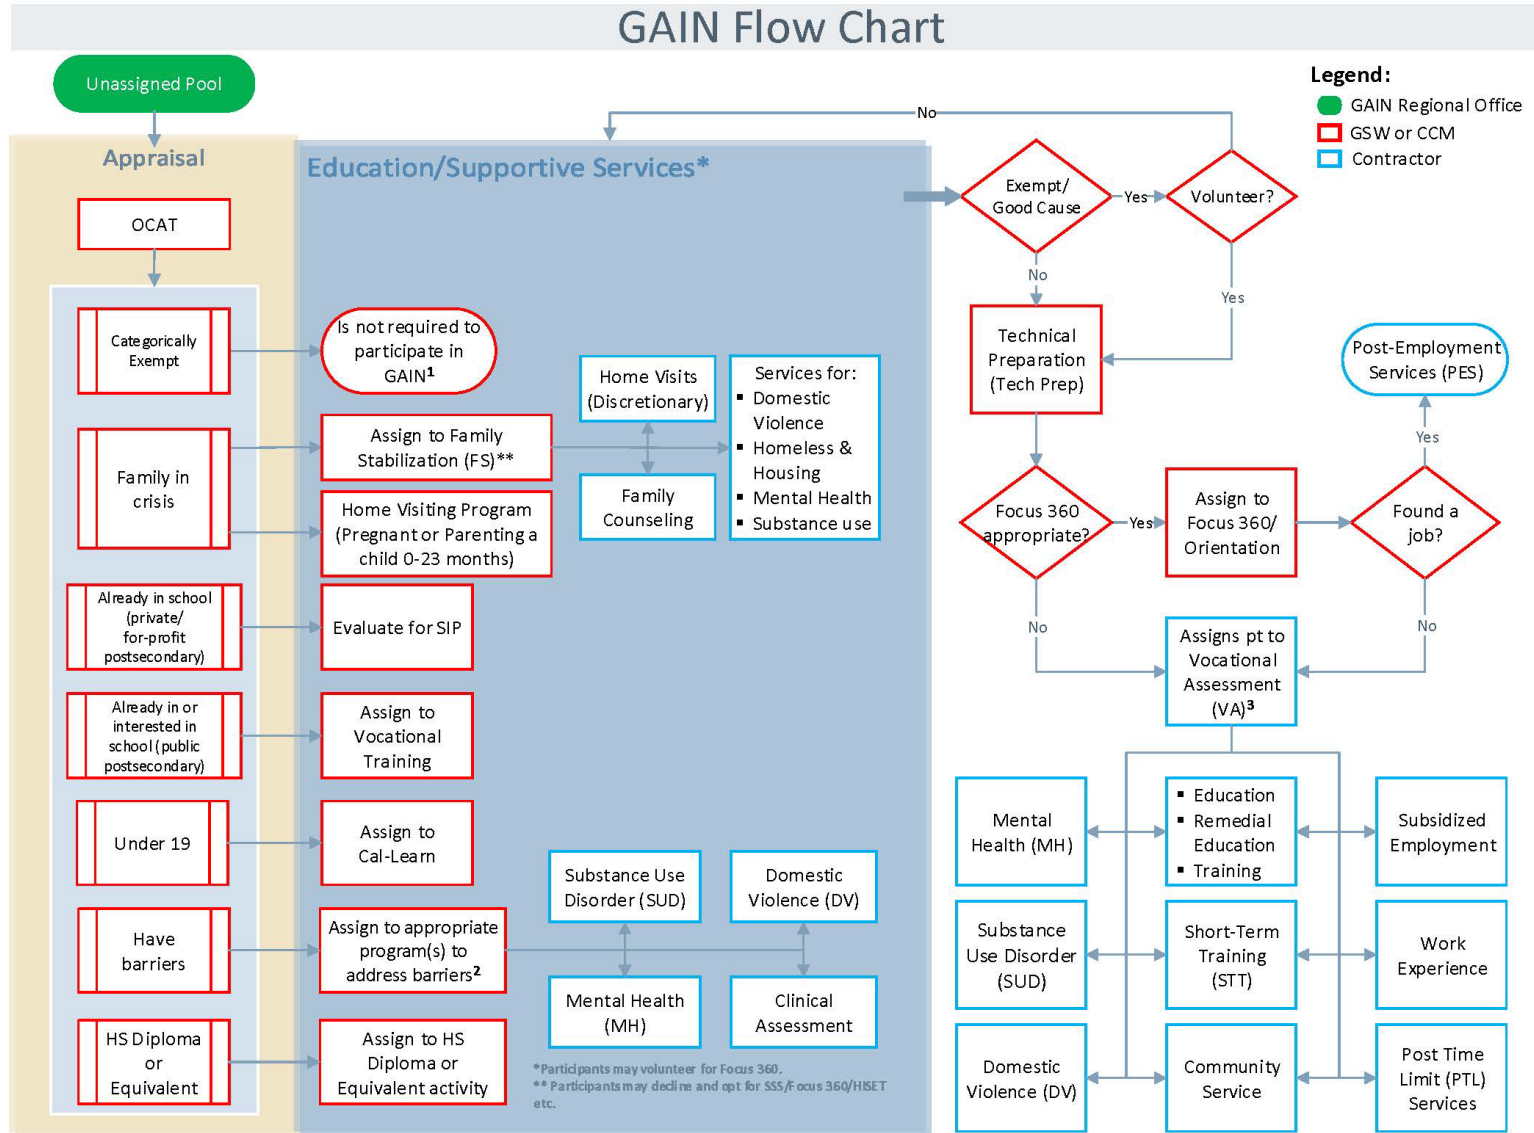 GAIN Flow Chart
Unassigned Pool
Legend:
GAIN Regional Office
GSW or CCM
Contractor
Appraisal
OCAT
Categorically
Exempt
Family in
crisis
Already in school
(private/
for-profit
postsecondary)
Already in or
interested in
school (public
postsecondary)
Under 19
Have
barriers
HS Diploma
or
Equivalent
Education/Supportive Services*
Is not required to
participate in
GAIN1
Assign to Family
Stabilization (FS)**
Home Visiting Program
(Pregnant or Parenting a
child 0-23 months)
Home Visits
(Discretionary)
Family
Counseling
Services for:
▪ Domestic
Violence
▪ Homeless &
Housing
▪ Mental Health
▪ Substance use
Evaluate for SIP
Assign to
Vocational
Training
Assign to
Cal-Learn
Assign to appropriate
program(s) to
address barriers2
Substance Use
Disorder (SUD)
Domestic
Violence (DV)
Mental Health
(MH)
Clinical
Assessment
Assign to HS
Diploma or
Equivalent activity
*Participants may volunteer for Focus 360.
** Participants may decline and opt for SSS/Focus 360/HiSET
etc.
No
Exempt/
Good Cause
Yes
Volunteer?
No
Yes
Technical
Preparation
(Tech Prep)
Post-Employment
Services (PES)
Yes
Focus 360
appropriate?
Yes
Assign to
Focus 360/
Orientation
Found a
job?
No
No
Assigns pt to
Vocational
Assessment
(VA)3
Mental
Health (MH)
▪ Education
▪ Remedial
Education
▪ Training
Subsidized
Employment
Substance
Use Disorder
(SUD)
Short-Term
Training
(STT)
Work
Experience
Domestic
Violence (DV)
Community
Service
Post Time
Limit (PTL)
Services